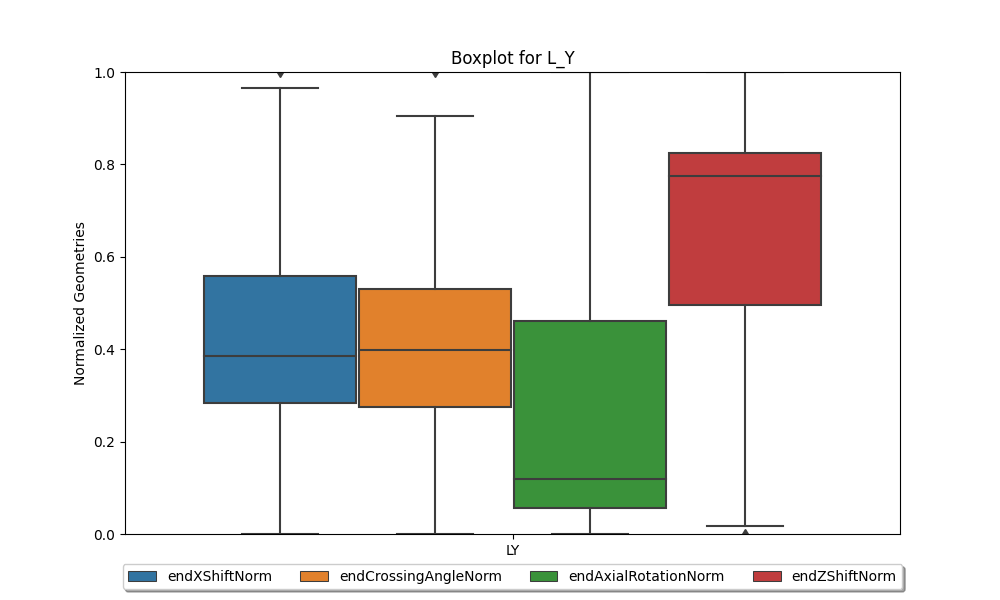 Boxplot for L_Y
1.0
0.8
0.6
0.4
0.2
0.0
Normalized Geometries
LY
endXShiftNorm endCrossingAngleNorm endAxialRotationNorm endZShiftNorm